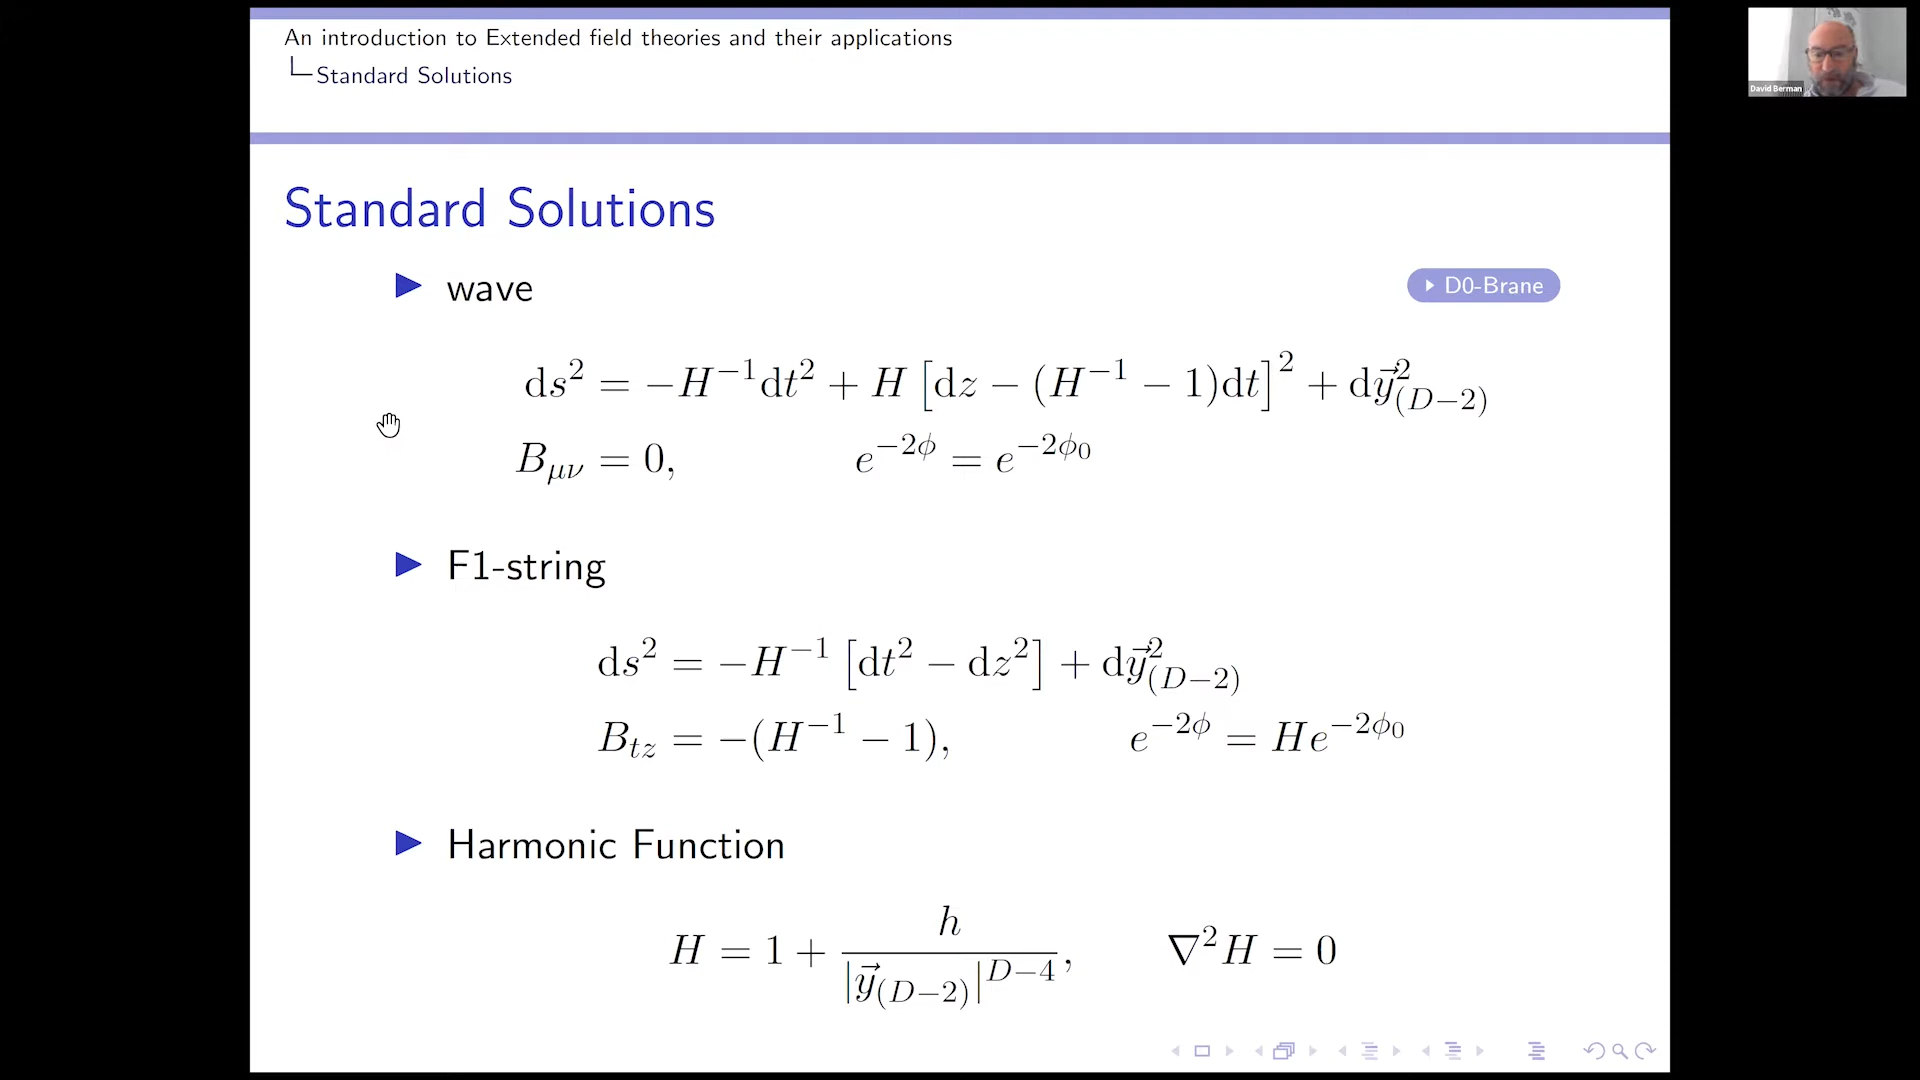 An introduction to Extended field theories and their applications
Standard Solutions
David Berman
Standard Solutions
▶ wave
D0-Brane
ds² = −H⁻¹dt² + H [dz − (H⁻¹ − 1)dt]² + dy⃗²_(D−2)
B_μν = 0, e^{−2ϕ} = e^{−2ϕ₀}
▶ F1-string
ds² = −H⁻¹ [dt² − dz²] + dy⃗²_(D−2)
B_tz = −(H⁻¹ − 1), e^{−2ϕ} = He^{−2ϕ₀}
▶ Harmonic Function
H = 1 + h / |y⃗_(D−2)|^{D−4}, ∇²H = 0